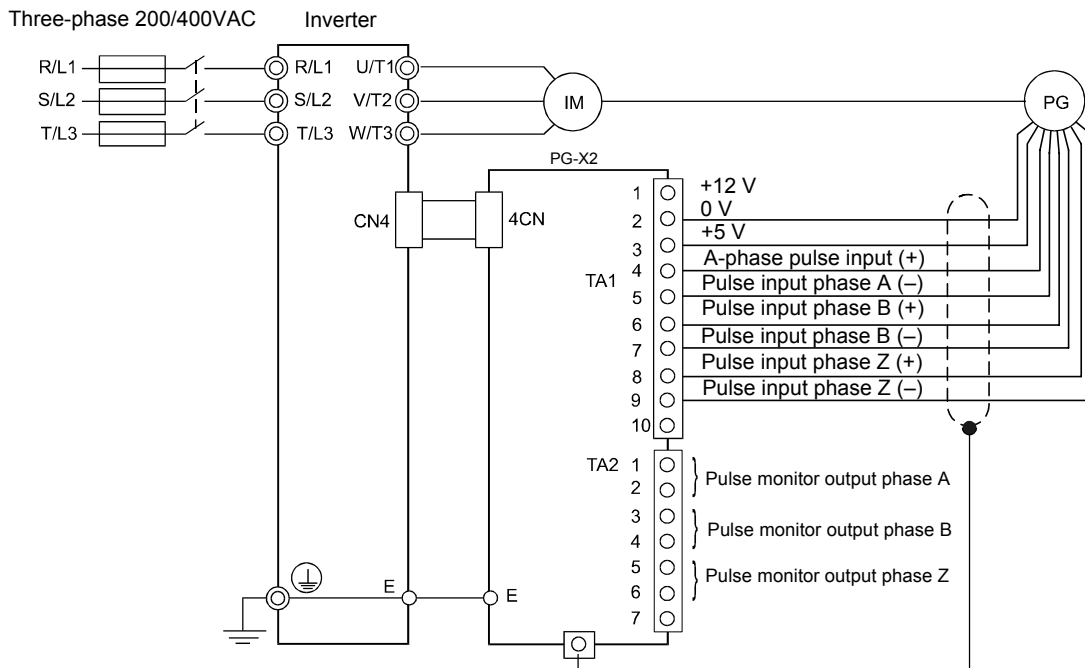 Three-phase 200/400VAC Inverter
R/L1 R/L1 U/T1
S/L2 S/L2 V/T2 IM PG
T/L3 T/L3 W/T3
PG-X2
1 +12 V
CN4 4CN 2 0 V
3 +5 V
TA1 4 A-phase pulse input (+)
5 Pulse input phase A (–)
6 Pulse input phase B (+)
7 Pulse input phase B (–)
8 Pulse input phase Z (+)
9 Pulse input phase Z (–)
10
TA2 1
2 Pulse monitor output phase A
3
4 Pulse monitor output phase B
5
6 Pulse monitor output phase Z
7
E E